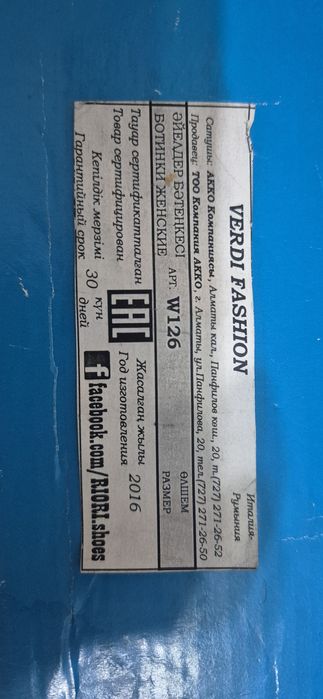 VERDI FASHION
Италия-
Румыния
Сатушы: АККО Компаниясы, Алматы қал., Панфилов көш., 20, т.(727) 271-26-52
Продавец: ТОО Компания АККО, г. Алматы, ул.Панфилова, 20, тел.(727) 271-26-50
ӘЙЕЛДЕР БӘТЕҢКЕСІ
БОТИНКИ ЖЕНСКИЕ
АРТ. W126
ӨЛШЕМ
РАЗМЕР
Тауар сертификатталған
Товар сертифицирован
EAC
Жасалған жылы
Год изготовления
2016
Кепілдік мерзімі
Гарантийный срок
30
күн
дней
facebook.com/RIORI.shoes